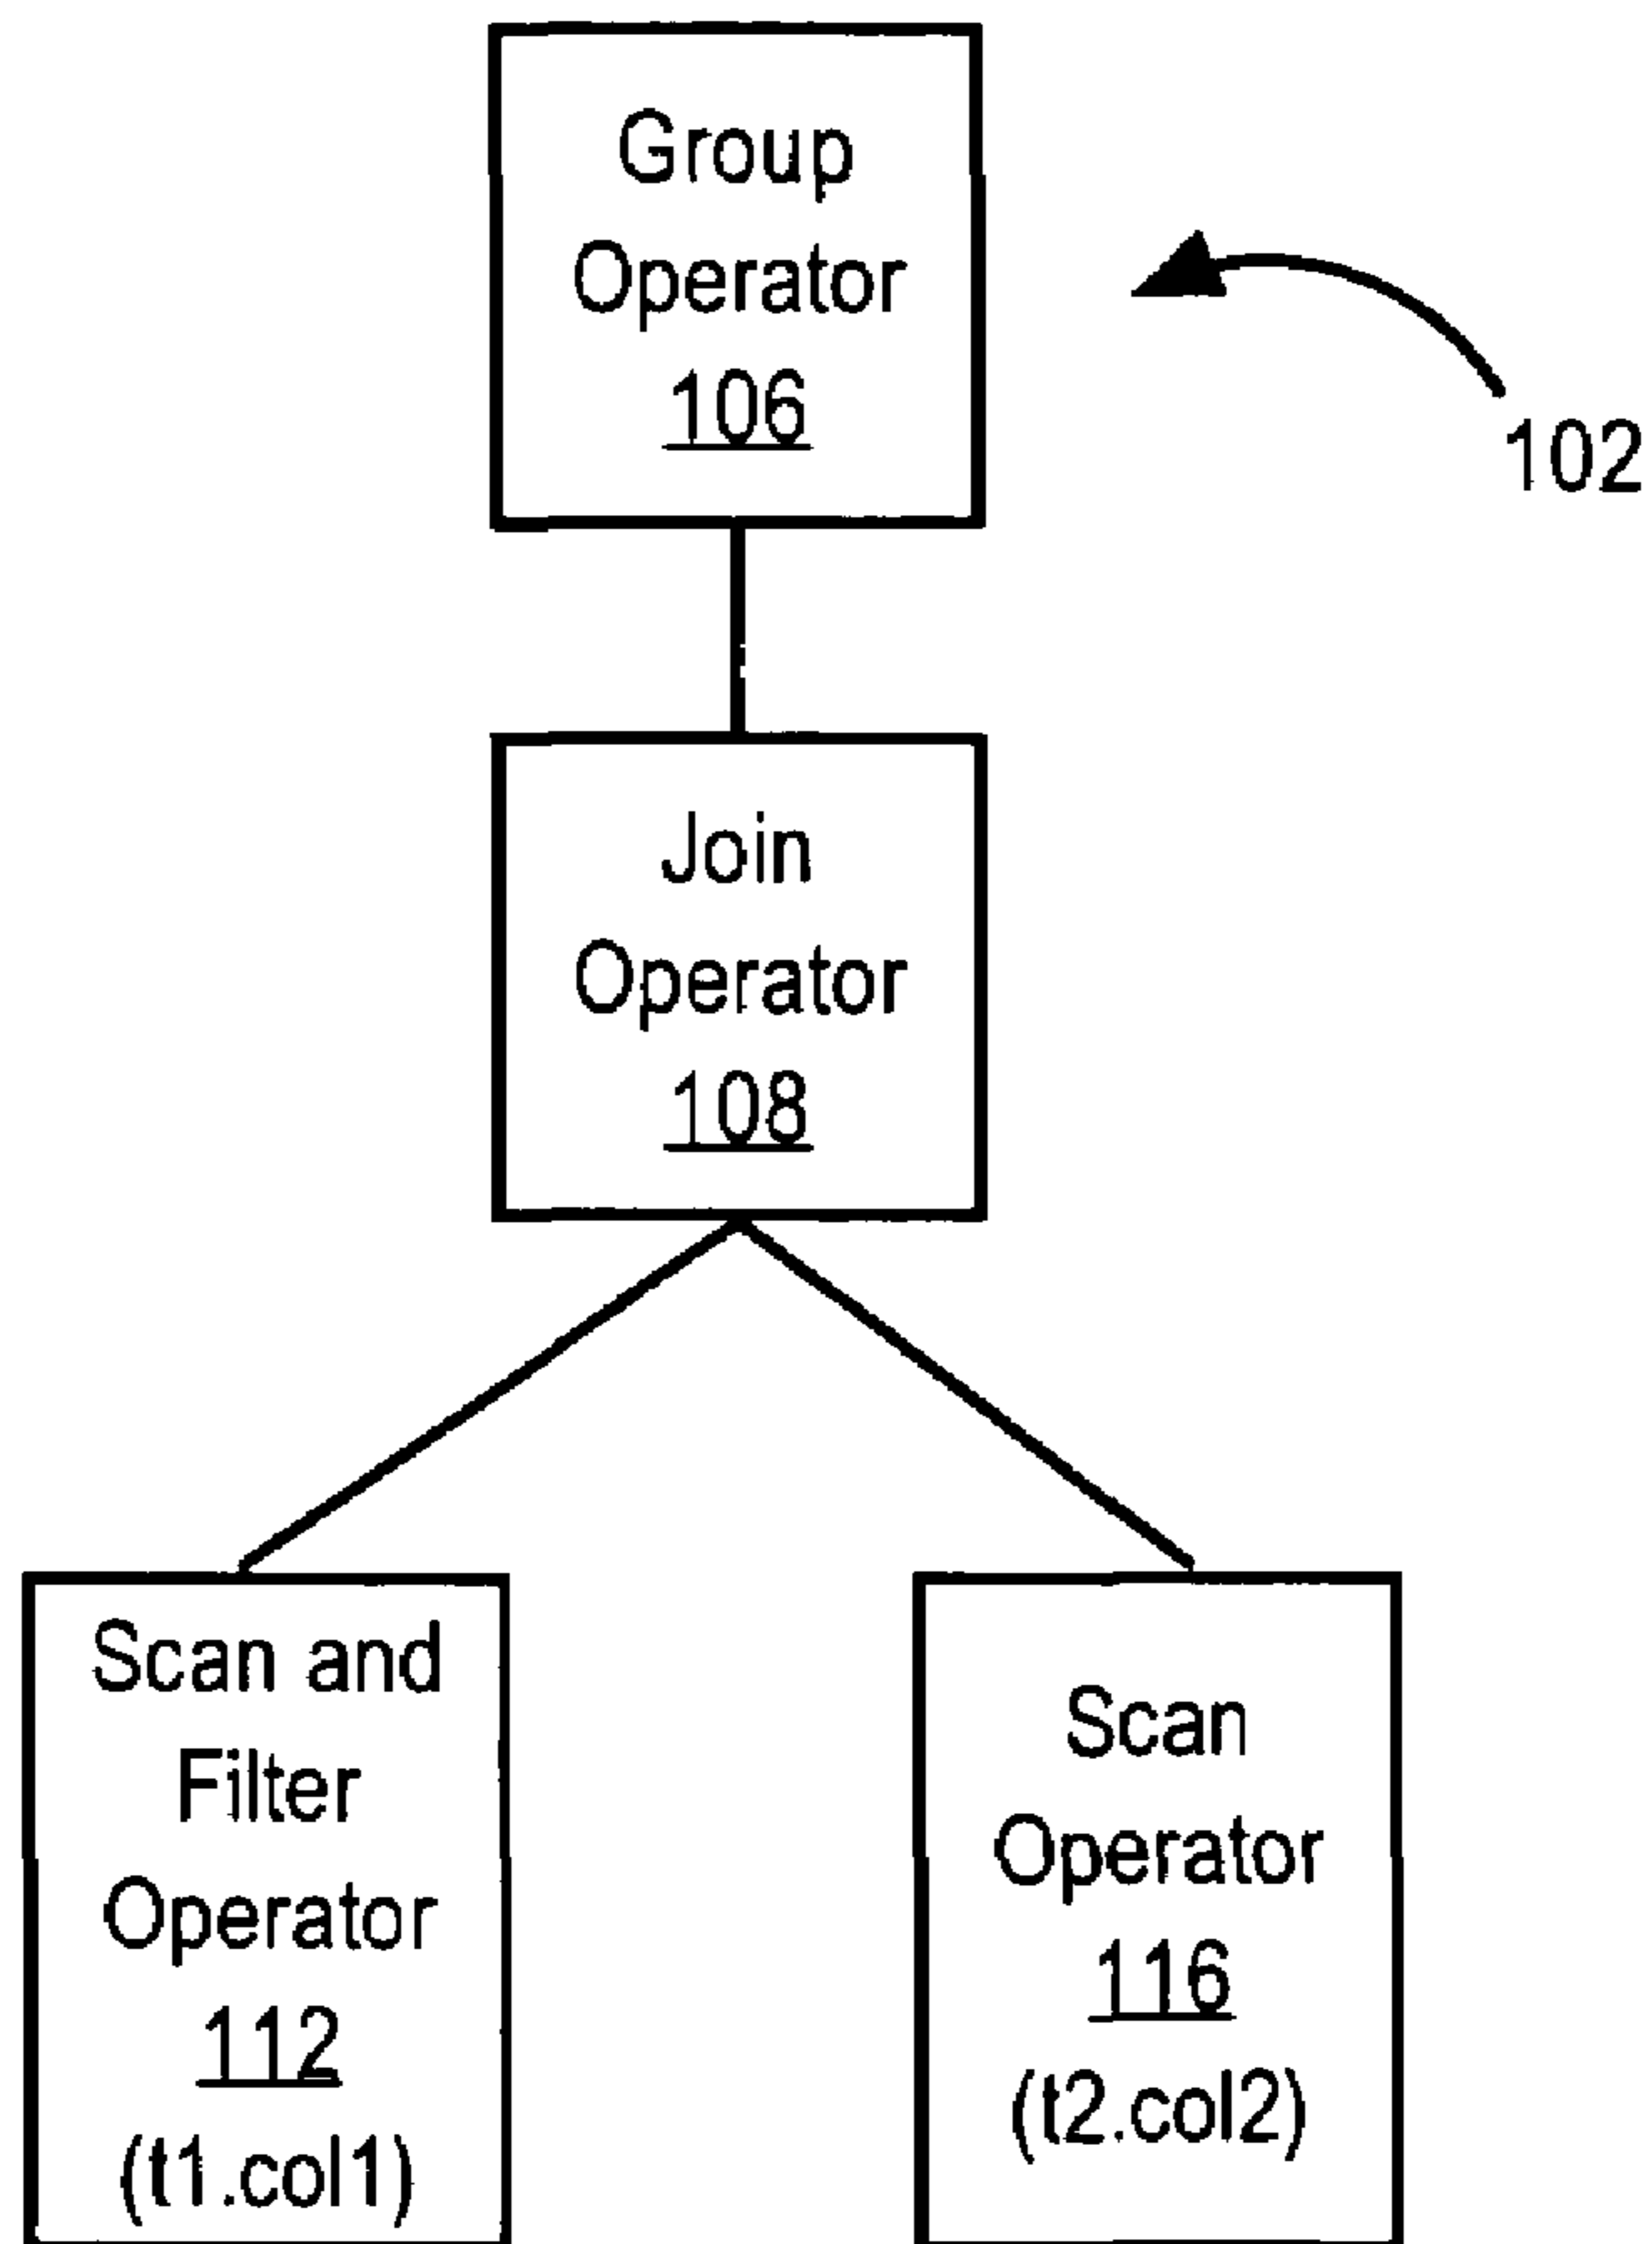 Group
Operator
106
102
Join
Operator
108
Scan and
Filter
Operator
112
(t1.col1)
Scan
Operator
116
(t2.col2)